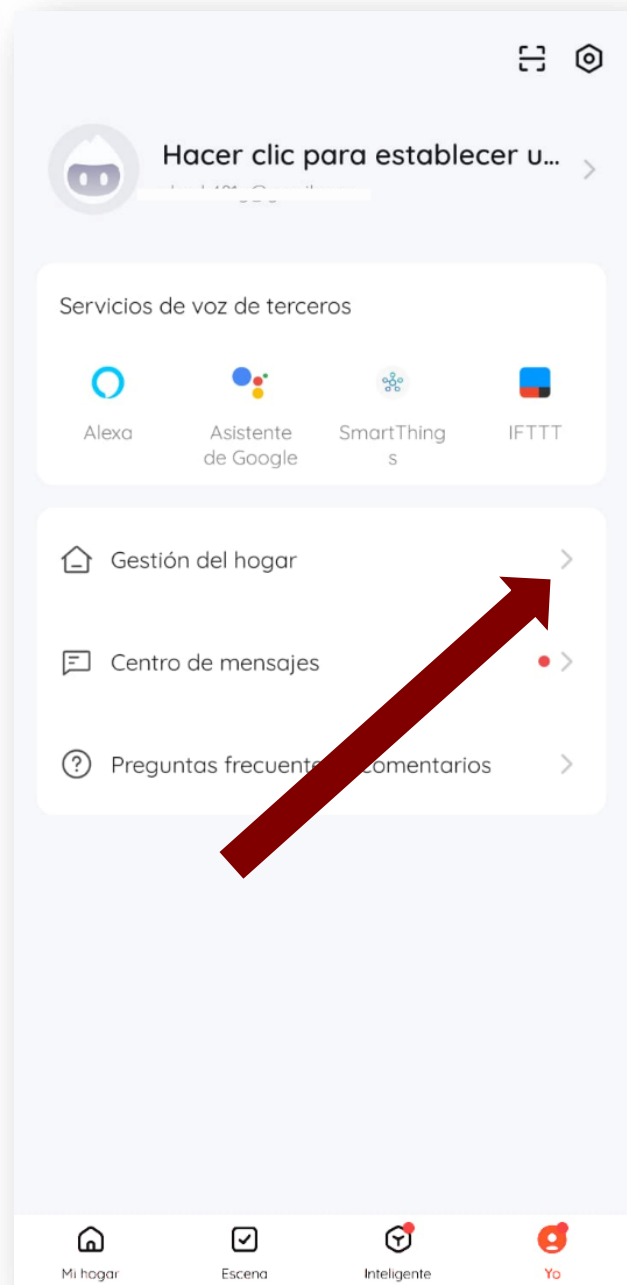 Hacer clic para establecer u...
Servicios de voz de terceros
Alexa
Asistente
de Google
SmartThing
s
IFTTT
Gestión del hogar
Centro de mensajes
Preguntas frecuente comentarios
Mi hogar
Escena
Inteligente
Yo